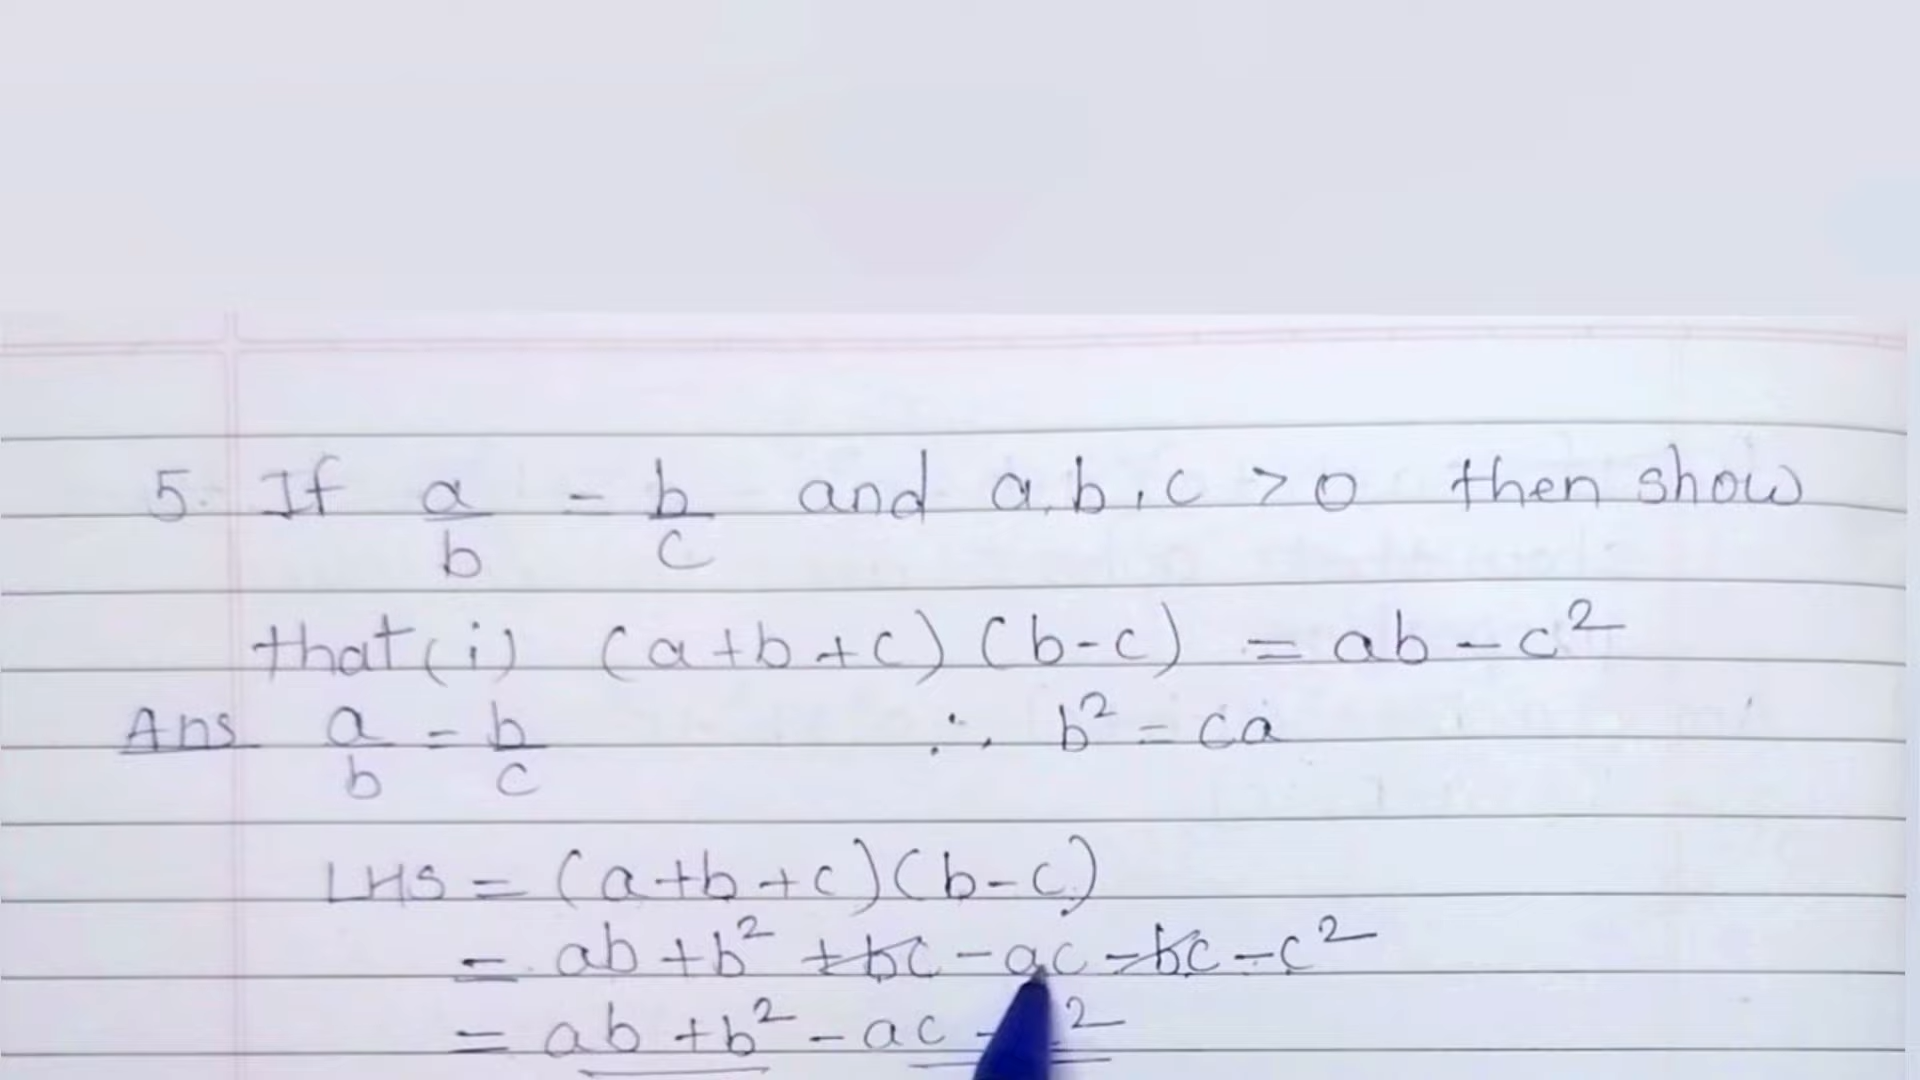 5. If a/b = b/c and a, b, c > 0 then show
that (i) (a+b+c) (b-c) = ab - c²
Ans a/b = b/c ∴ b² = ca
LHS = (a+b+c)(b-c)
= ab + b² + bc - ac - bc - c²
= ab + b² - ac - ²